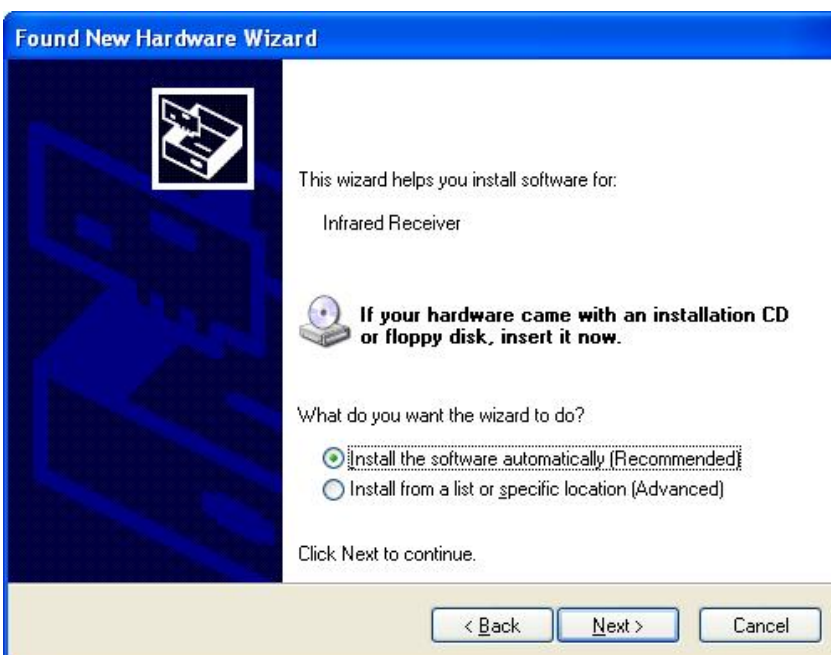 Found New Hardware Wizard
This wizard helps you install software for:
Infrared Receiver
If your hardware came with an installation CD
or floppy disk, insert it now.
What do you want the wizard to do?
Install the software automatically (Recommended)
Install from a list or specific location (Advanced)
Click Next to continue.
< Back Next > Cancel